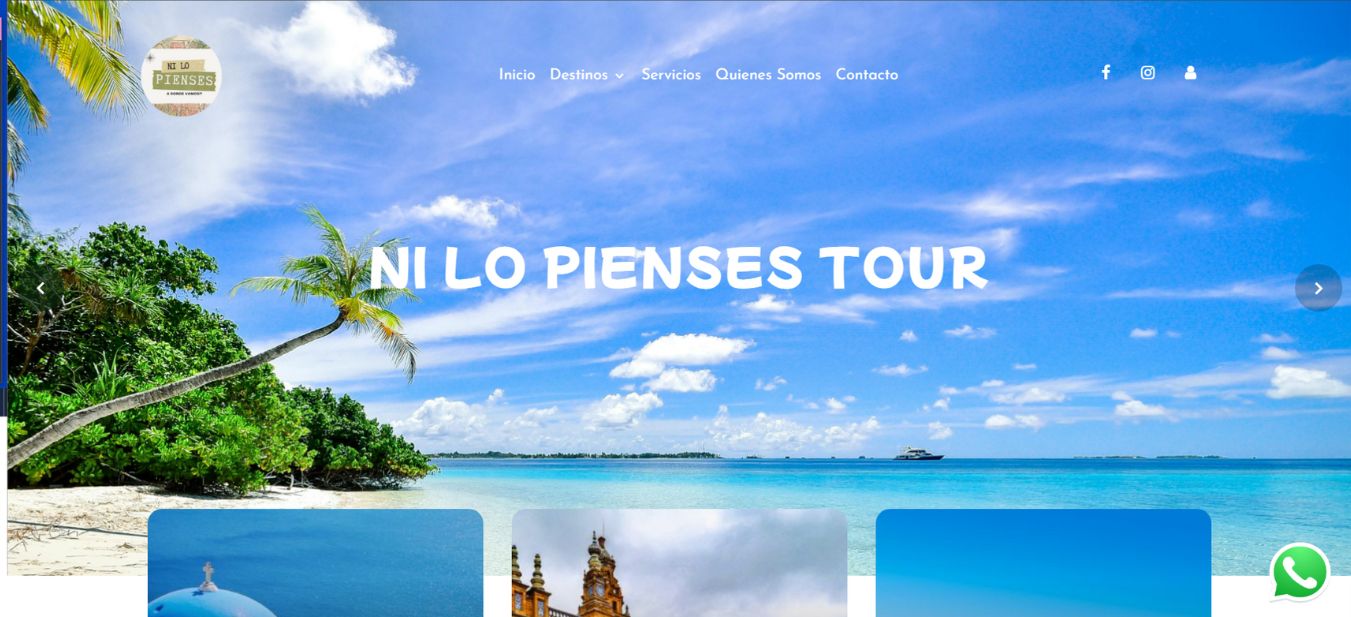 NI LO
PIENSES
A DONDE VAMOS?
Inicio Destinos Servicios Quienes Somos Contacto
NI LO PIENSES TOUR